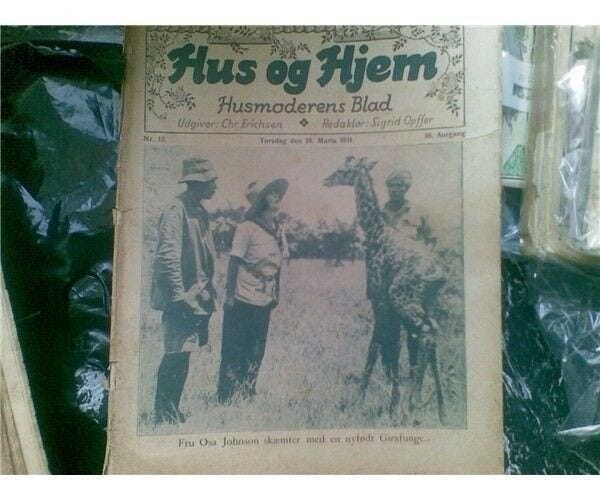 Hus og Hjem
Husmoderens Blad
Udgiver: Chr Erichsen Redaktør: Sigrid Opffer
Nr. 12. Torsdag den 19. Marts 1931 30. Aargang
Fru Osa Johnson skæmter med en nyfødt Girafunge..